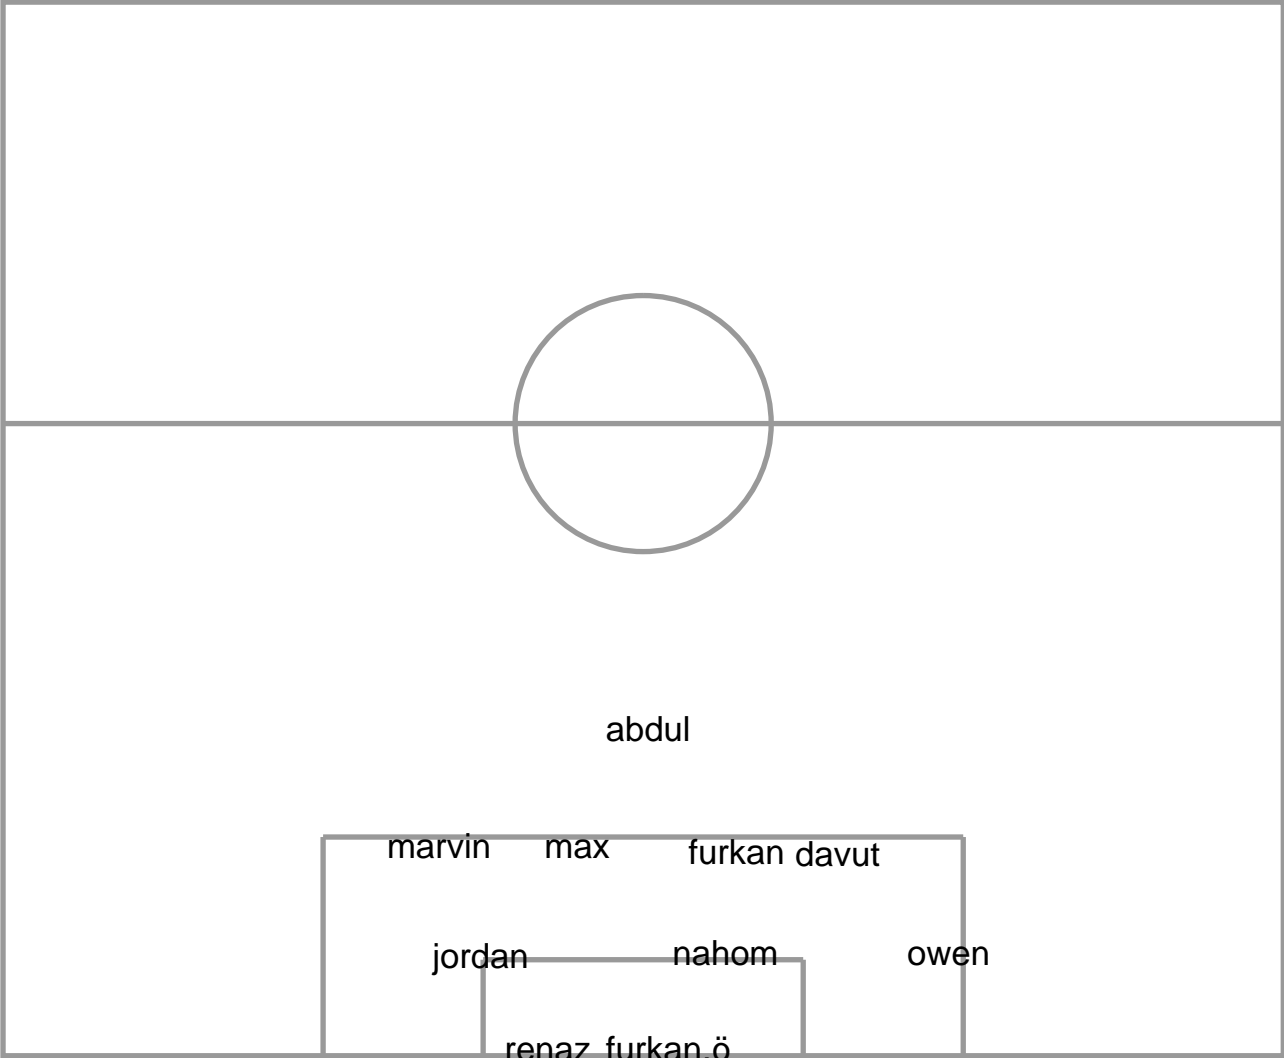 abdul
marvin max furkan davut
jordan nahom owen
renaz furkan.ö